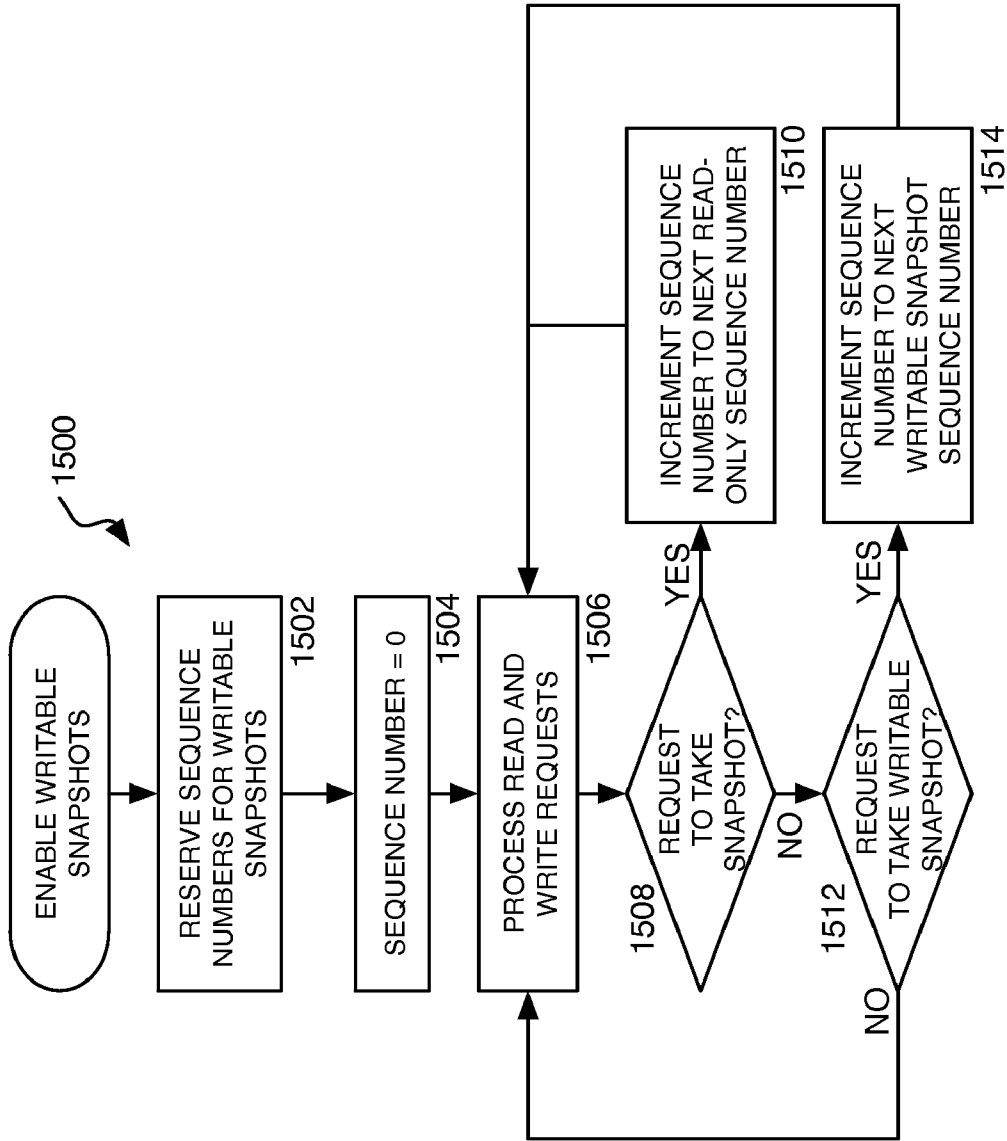 1500
ENABLE WRITABLE
SNAPSHOTS
RESERVE SEQUENCE
NUMBERS FOR WRITABLE
SNAPSHOTS
1502
SEQUENCE NUMBER = 0
1504
PROCESS READ AND
WRITE REQUESTS
1506
1508
REQUEST
TO TAKE
SNAPSHOT?
YES
NO
INCREMENT SEQUENCE
NUMBER TO NEXT READ-
ONLY SEQUENCE NUMBER
1510
1512
REQUEST
TO TAKE WRITABLE
SNAPSHOT?
YES
NO
INCREMENT SEQUENCE
NUMBER TO NEXT
WRITABLE SNAPSHOT
SEQUENCE NUMBER
1514